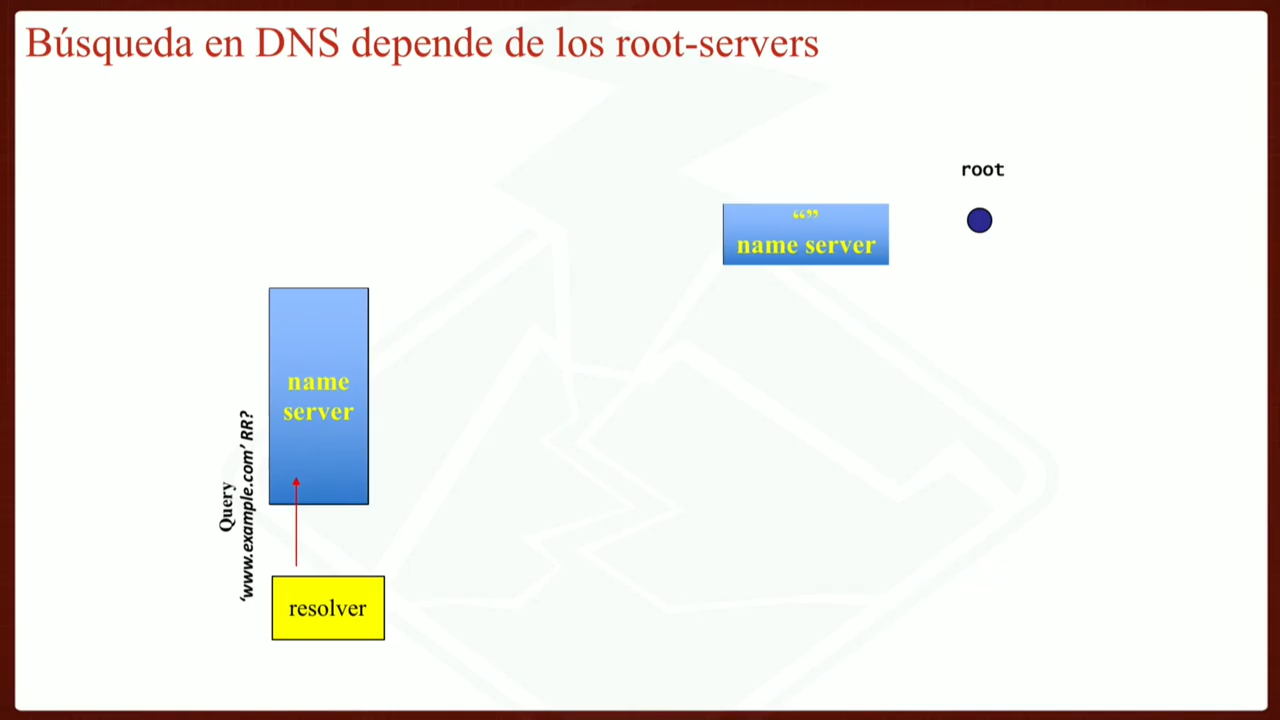 Búsqueda en DNS depende de los root-servers
root
“”
name server
name
server
Query
‘www.example.com’ RR?
resolver